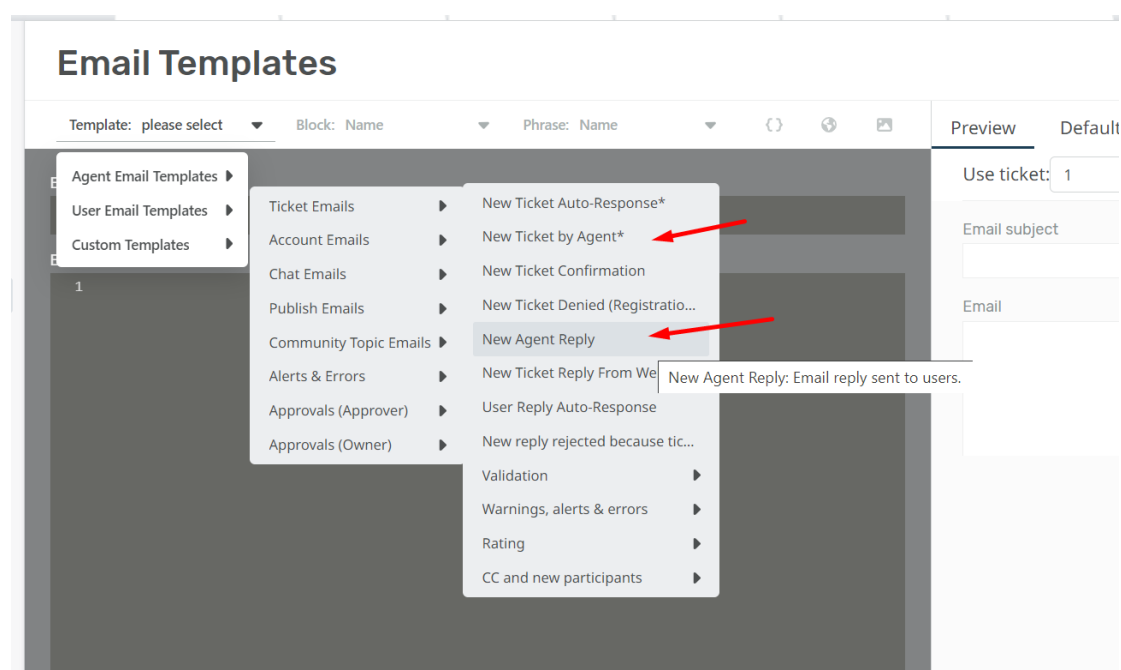 Email Templates
Template: please select
Block: Name
Phrase: Name
{}
Preview
Default
Agent Email Templates
User Email Templates
Custom Templates
Ticket Emails
Account Emails
Chat Emails
Publish Emails
Community Topic Emails
Alerts & Errors
Approvals (Approver)
Approvals (Owner)
New Ticket Auto-Response*
New Ticket by Agent*
New Ticket Confirmation
New Ticket Denied (Registratio...
New Agent Reply
New Ticket Reply From We
New Agent Reply: Email reply sent to users.
User Reply Auto-Response
New reply rejected because tic...
Validation
Warnings, alerts & errors
Rating
CC and new participants
1
Use ticket: 1
Email subject
Email